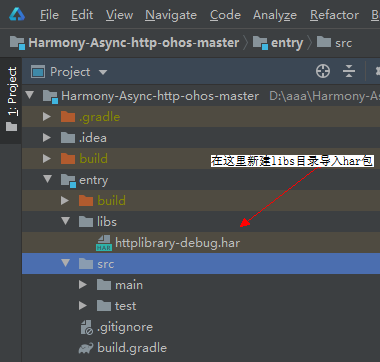 File Edit View Navigate Code Analyze Refactor
Harmony-Async-http-ohos-master entry src
1: Project
Project
Harmony-Async-http-ohos-master D:\aaa\Harmony
.gradle
.idea
build
在这里新建libs目录导入har包
entry
build
libs
HAR httplibrary-debug.har
src
main
test
.gitignore
build.gradle